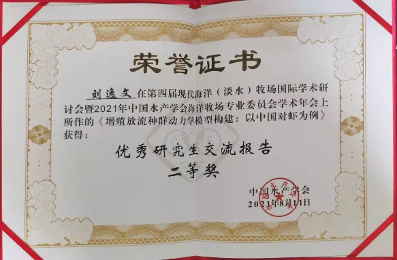 荣誉证书
刘逸文在第四届现代海洋（淡水）牧场国际学术研
讨会暨2021年中国水产学会海洋牧场专业委员会学术年会上
所作的《增殖放流种群动力学模型构建：以中国对虾为例》
获得：
优秀研究生交流报告
二等奖
中国水产学会
2021年8月11日